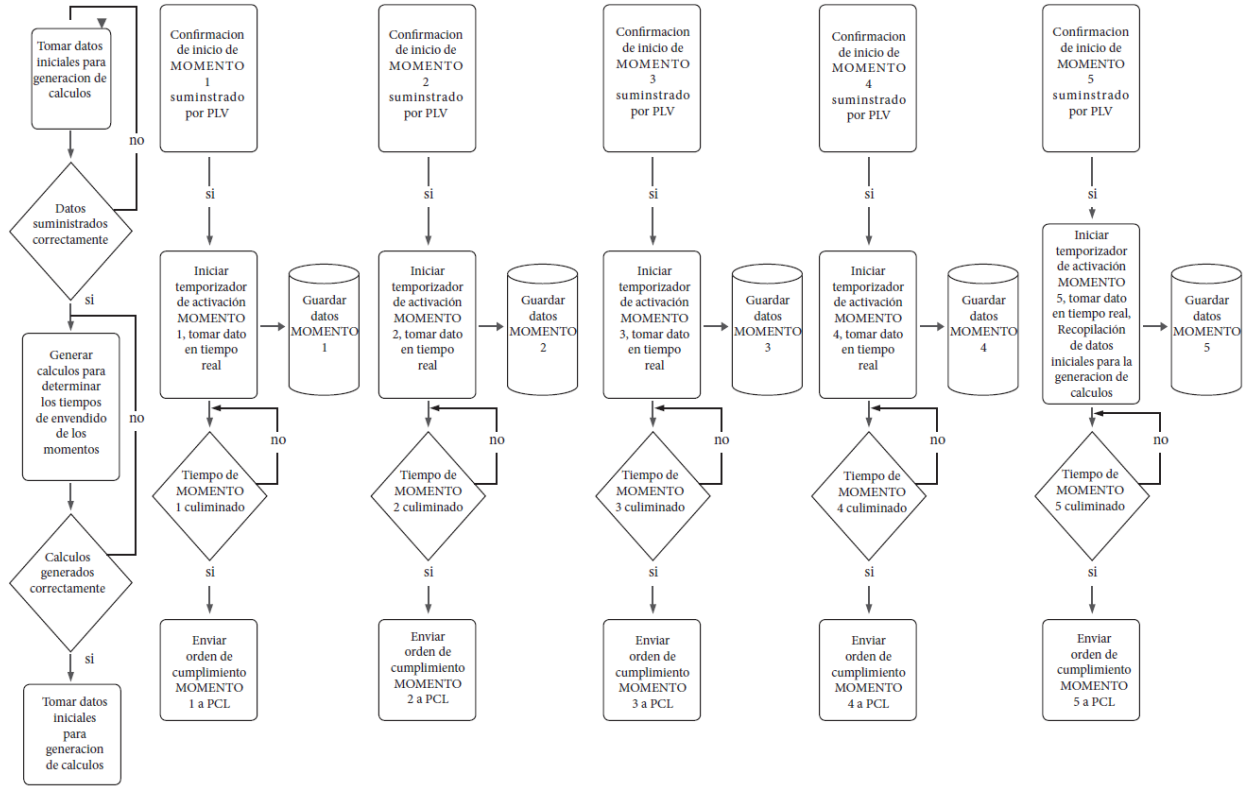 Tomar datos
iniciales para
generacion de
calculos
no
Datos
suministrados
correctamente
si
Generar
calculos para
determinar
los tiempos
de envendido
de los
momentos
no
Calculos
generados
correctamente
si
Tomar datos
iniciales
para
generacion
de calculos
Confirmacion
de inicio de
MOMENTO
1
suminstrado
por PLV
si
Iniciar
temporizador
de activación
MOMENTO
1, tomar dato
en tiempo
real
Guardar
datos
MOMENTO
1
no
Tiempo de
MOMENTO
1 culiminado
si
Enviar
orden de
cumplimiento
MOMENTO
1 a PCL
Confirmacion
de inicio de
MOMENTO
2
suminstrado
por PLV
si
Iniciar
temporizador
de activación
MOMENTO
2, tomar dato
en tiempo
real
Guardar
datos
MOMENTO
2
no
Tiempo de
MOMENTO
2 culiminado
si
Enviar
orden de
cumplimiento
MOMENTO
2 a PCL
Confirmacion
de inicio de
MOMENTO
3
suminstrado
por PLV
si
Iniciar
temporizador
de activación
MOMENTO
3, tomar dato
en tiempo
real
Guardar
datos
MOMENTO
3
no
Tiempo de
MOMENTO
3 culiminado
si
Enviar
orden de
cumplimiento
MOMENTO
3 a PCL
Confirmacion
de inicio de
MOMENTO
4
suminstrado
por PLV
si
Iniciar
temporizador
de activación
MOMENTO
4, tomar dato
en tiempo
real
Guardar
datos
MOMENTO
4
no
Tiempo de
MOMENTO
4 culiminado
si
Enviar
orden de
cumplimiento
MOMENTO
4 a PCL
Confirmacion
de inicio de
MOMENTO
5
suminstrado
por PLV
si
Iniciar
temporizador
de activación
MOMENTO
5, tomar dato
en tiempo real,
Recopilación
de datos
iniciales para la
generacion de
calculos
Guardar
datos
MOMENTO
5
no
Tiempo de
MOMENTO
5 culiminado
si
Enviar
orden de
cumplimiento
MOMENTO
5 a PCL